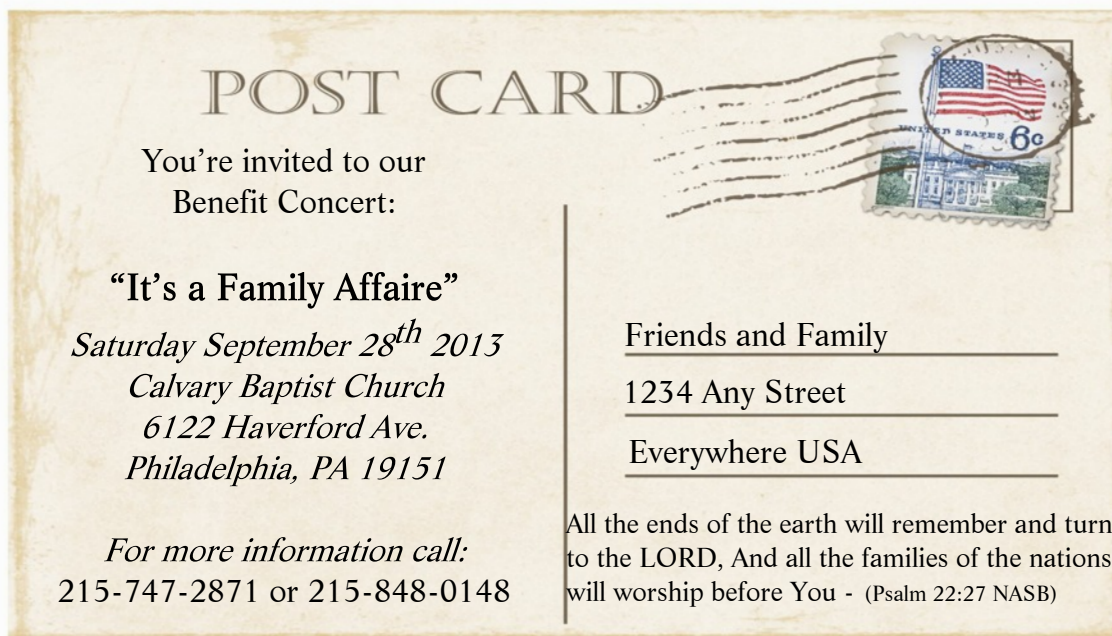 POST CARD
You’re invited to our
Benefit Concert:
“It’s a Family Affaire”
Saturday September 28th 2013
Calvary Baptist Church
6122 Haverford Ave.
Philadelphia, PA 19151
For more information call:
215-747-2871 or 215-848-0148
UNITED STATES 6c
Friends and Family
1234 Any Street
Everywhere USA
All the ends of the earth will remember and turn
to the LORD, And all the families of the nations
will worship before You - (Psalm 22:27 NASB)